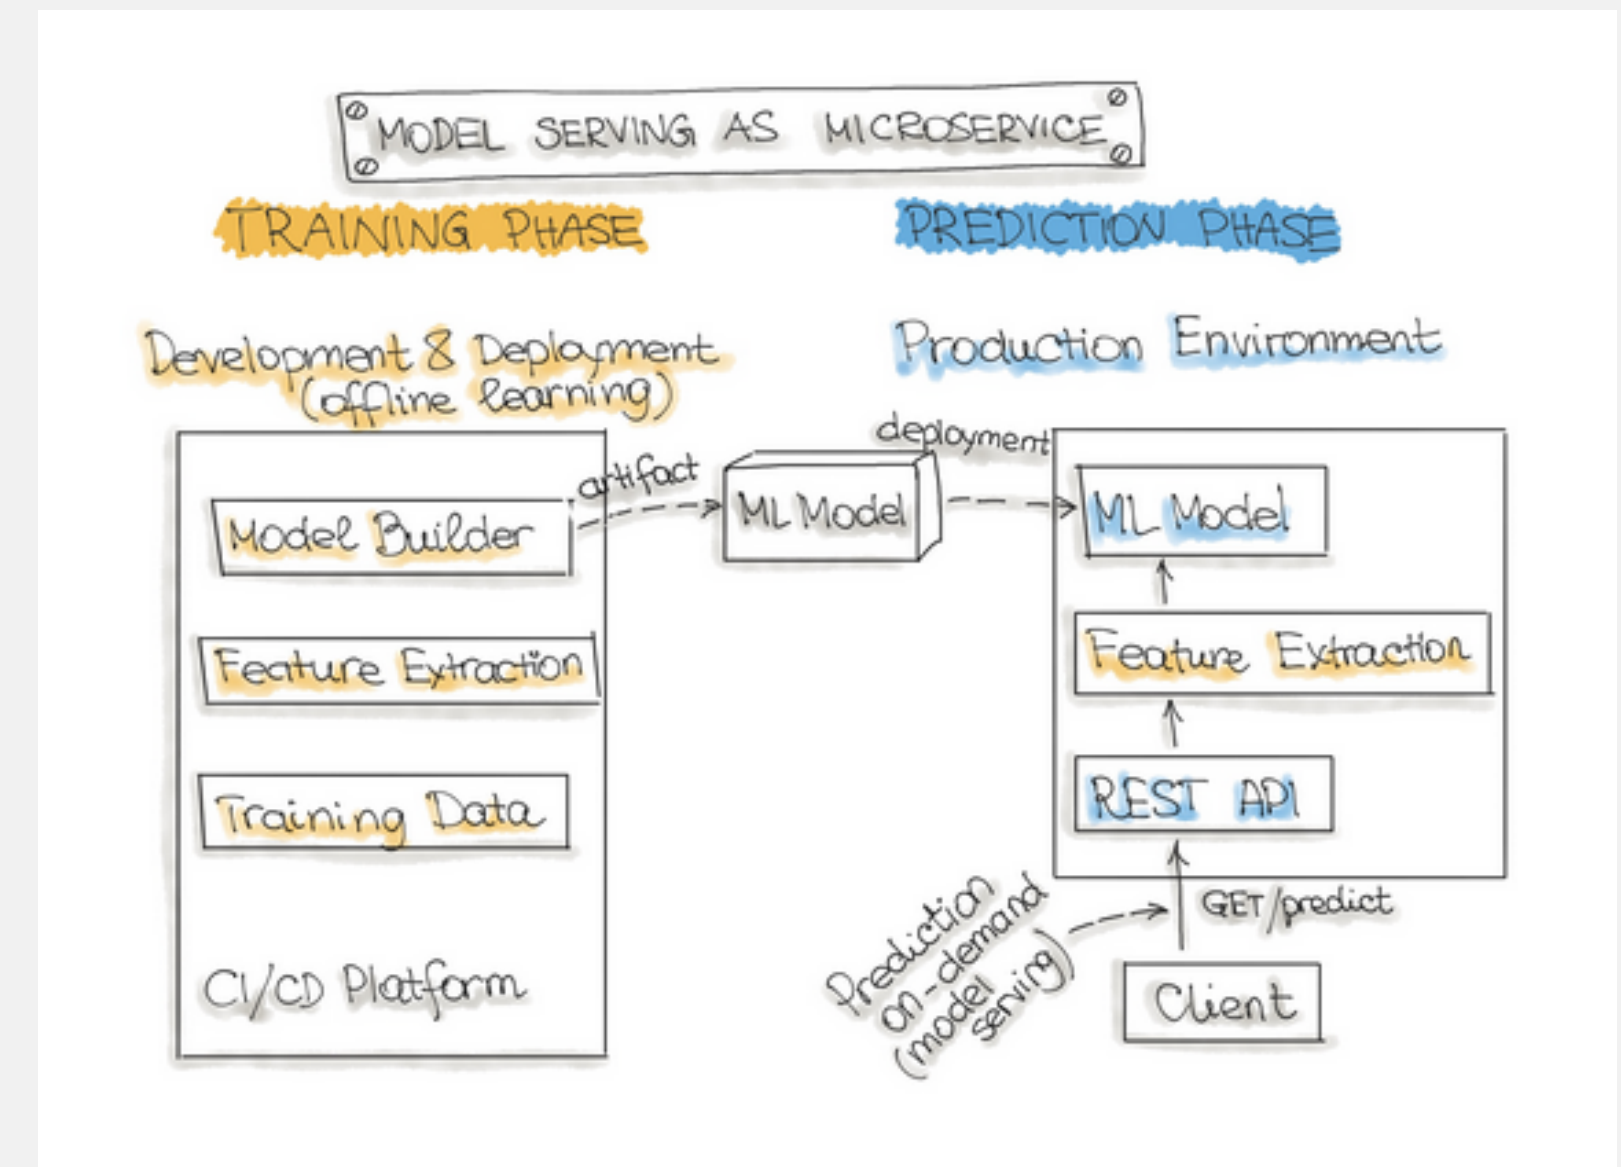 MODEL SERVING AS MICROSERVICE
TRAINING PHASE
PREDICTION PHASE
Development & Deployment
(offline learning)
Production Environment
Model Builder
artifact
ML Model
deployment
ML Model
Feature Extraction
Feature Extraction
Training Data
REST API
CI/CD Platform
GET/predict
Prediction
on-demand
(model
serving)
Client